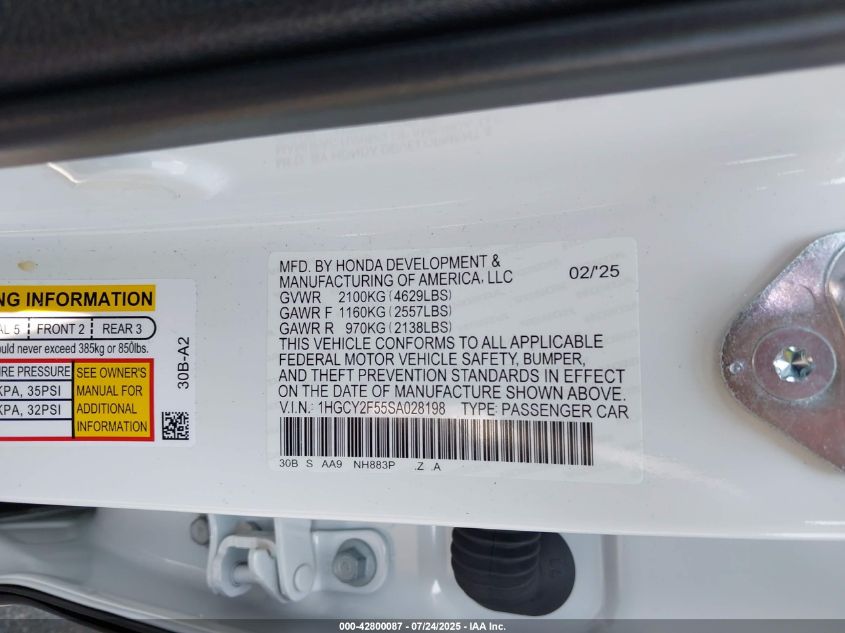 MFD. BY HONDA DEVELOPMENT &
MANUFACTURING OF AMERICA, LLC 02/'25
GVWR 2100KG (4629LBS)
GAWR F 1160KG (2557LBS)
GAWR R 970KG (2138LBS)
THIS VEHICLE CONFORMS TO ALL APPLICABLE
FEDERAL MOTOR VEHICLE SAFETY, BUMPER,
AND THEFT PREVENTION STANDARDS IN EFFECT
ON THE DATE OF MANUFACTURE SHOWN ABOVE.
V.I.N. 1HGCY2F55SA028198 TYPE: PASSENGER CAR
30B S AA9 NH883P .Z .A
NG INFORMATION
AL 5 FRONT 2 REAR 3
ould never exceed 385kg or 850lbs.
IRE PRESSURE
KPA, 35PSI
KPA, 32PSI
SEE OWNER'S
MANUAL FOR
ADDITIONAL
INFORMATION
30B-A2
000-42800087 - 07/24/2025 - IAA Inc.